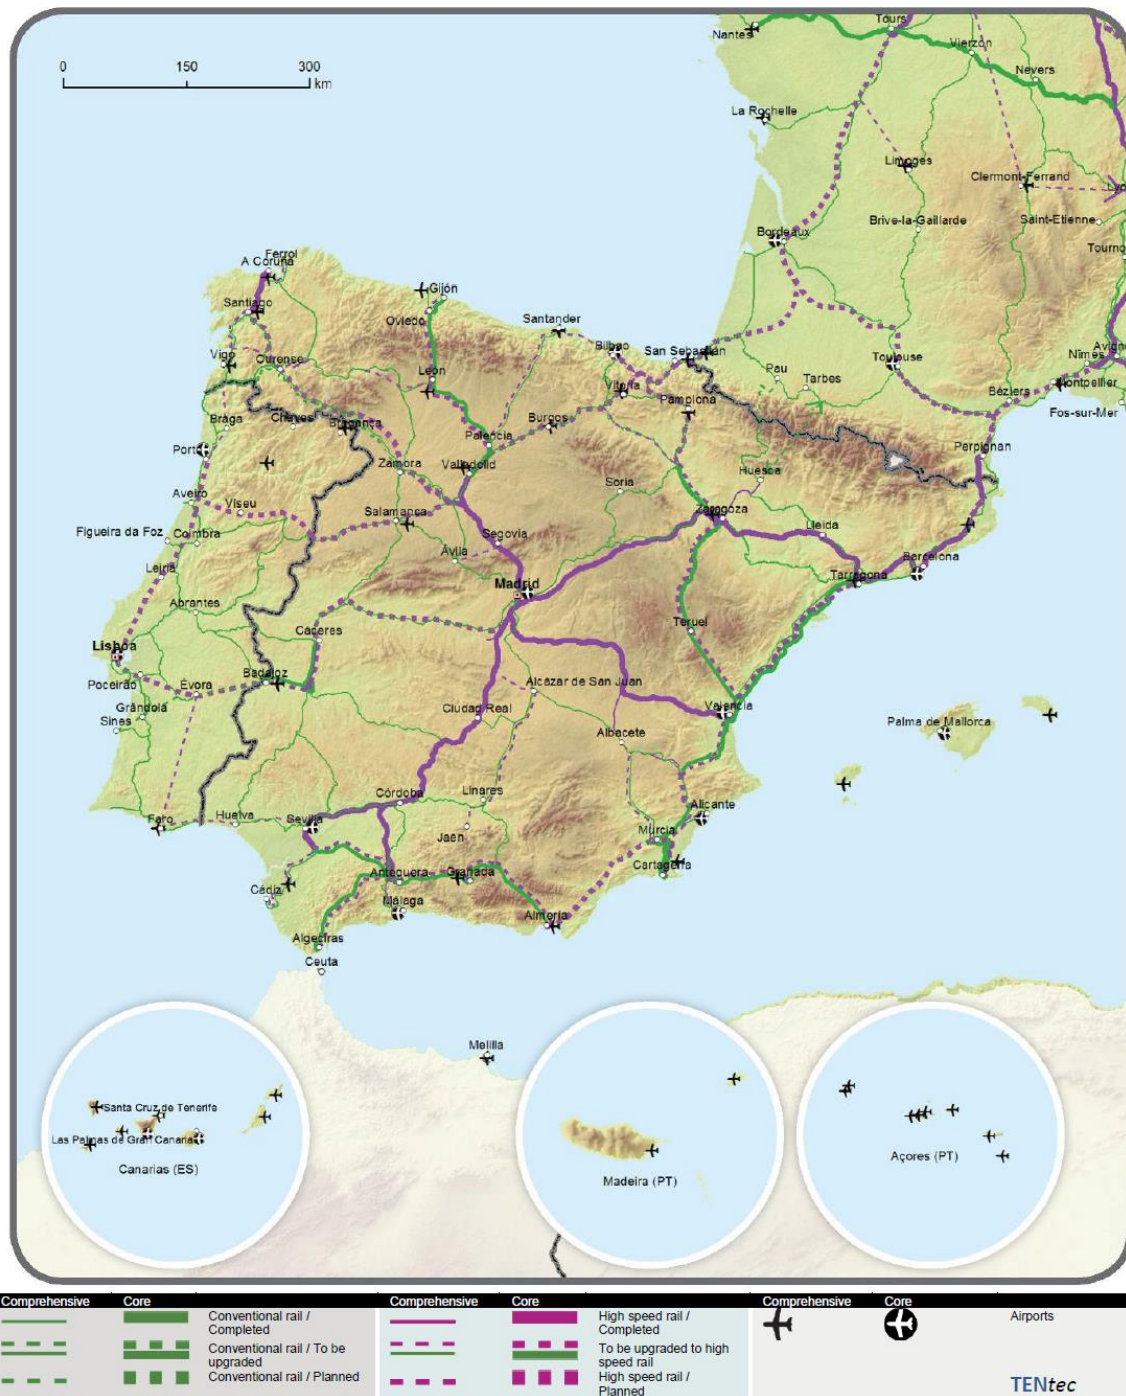 0 150 300
km
Nantes
Tours
Vierzon
Nevers
La Rochelle
Limoges
Clermont-Ferrand
Brive-la-Gaillarde
Saint-Etienne
Tourno
Bordeaux
Ferrol
A Coruña
Gijón
Santiago
Oviedo
Santander
Bilbao
San Sebastián
Toulouse
Avign
Nîmes
Vigo
Ourense
León
Vitoria
Pau
Tarbes
Béziers
Montpellier
Pamplona
Fos-sur-Mer
Braga
Chaves
Bragança
Burgos
Palencia
Perpignan
Porto
Zamora
Valladolid
Huesca
Soria
Aveiro
Viseu
Salamanca
Zaragoza
Lleida
Figueira da Foz
Coimbra
Segovia
Ávila
Barcelona
Leiria
Madrid
Tarragona
Abrantes
Teruel
Cáceres
Lisboa
Badajoz
Poceirão
Évora
Alcázar de San Juan
Grândola
Sines
Ciudad Real
Valencia
Palma de Mallorca
Albacete
Córdoba
Linares
Alicante
Faro
Huelva
Sevilla
Jaén
Murcia
Cartagena
Antequera
Granada
Cádiz
Málaga
Almería
Algeciras
Ceuta
Melilla
Santa Cruz de Tenerife
Las Palmas de Gran Canaria
Canarias (ES)
Madeira (PT)
Açores (PT)
Comprehensive Core
Conventional rail /
Completed
Conventional rail / To be
upgraded
Conventional rail / Planned
Comprehensive Core
High speed rail /
Completed
To be upgraded to high
speed rail
High speed rail /
Planned
Comprehensive Core
Airports
TENtec